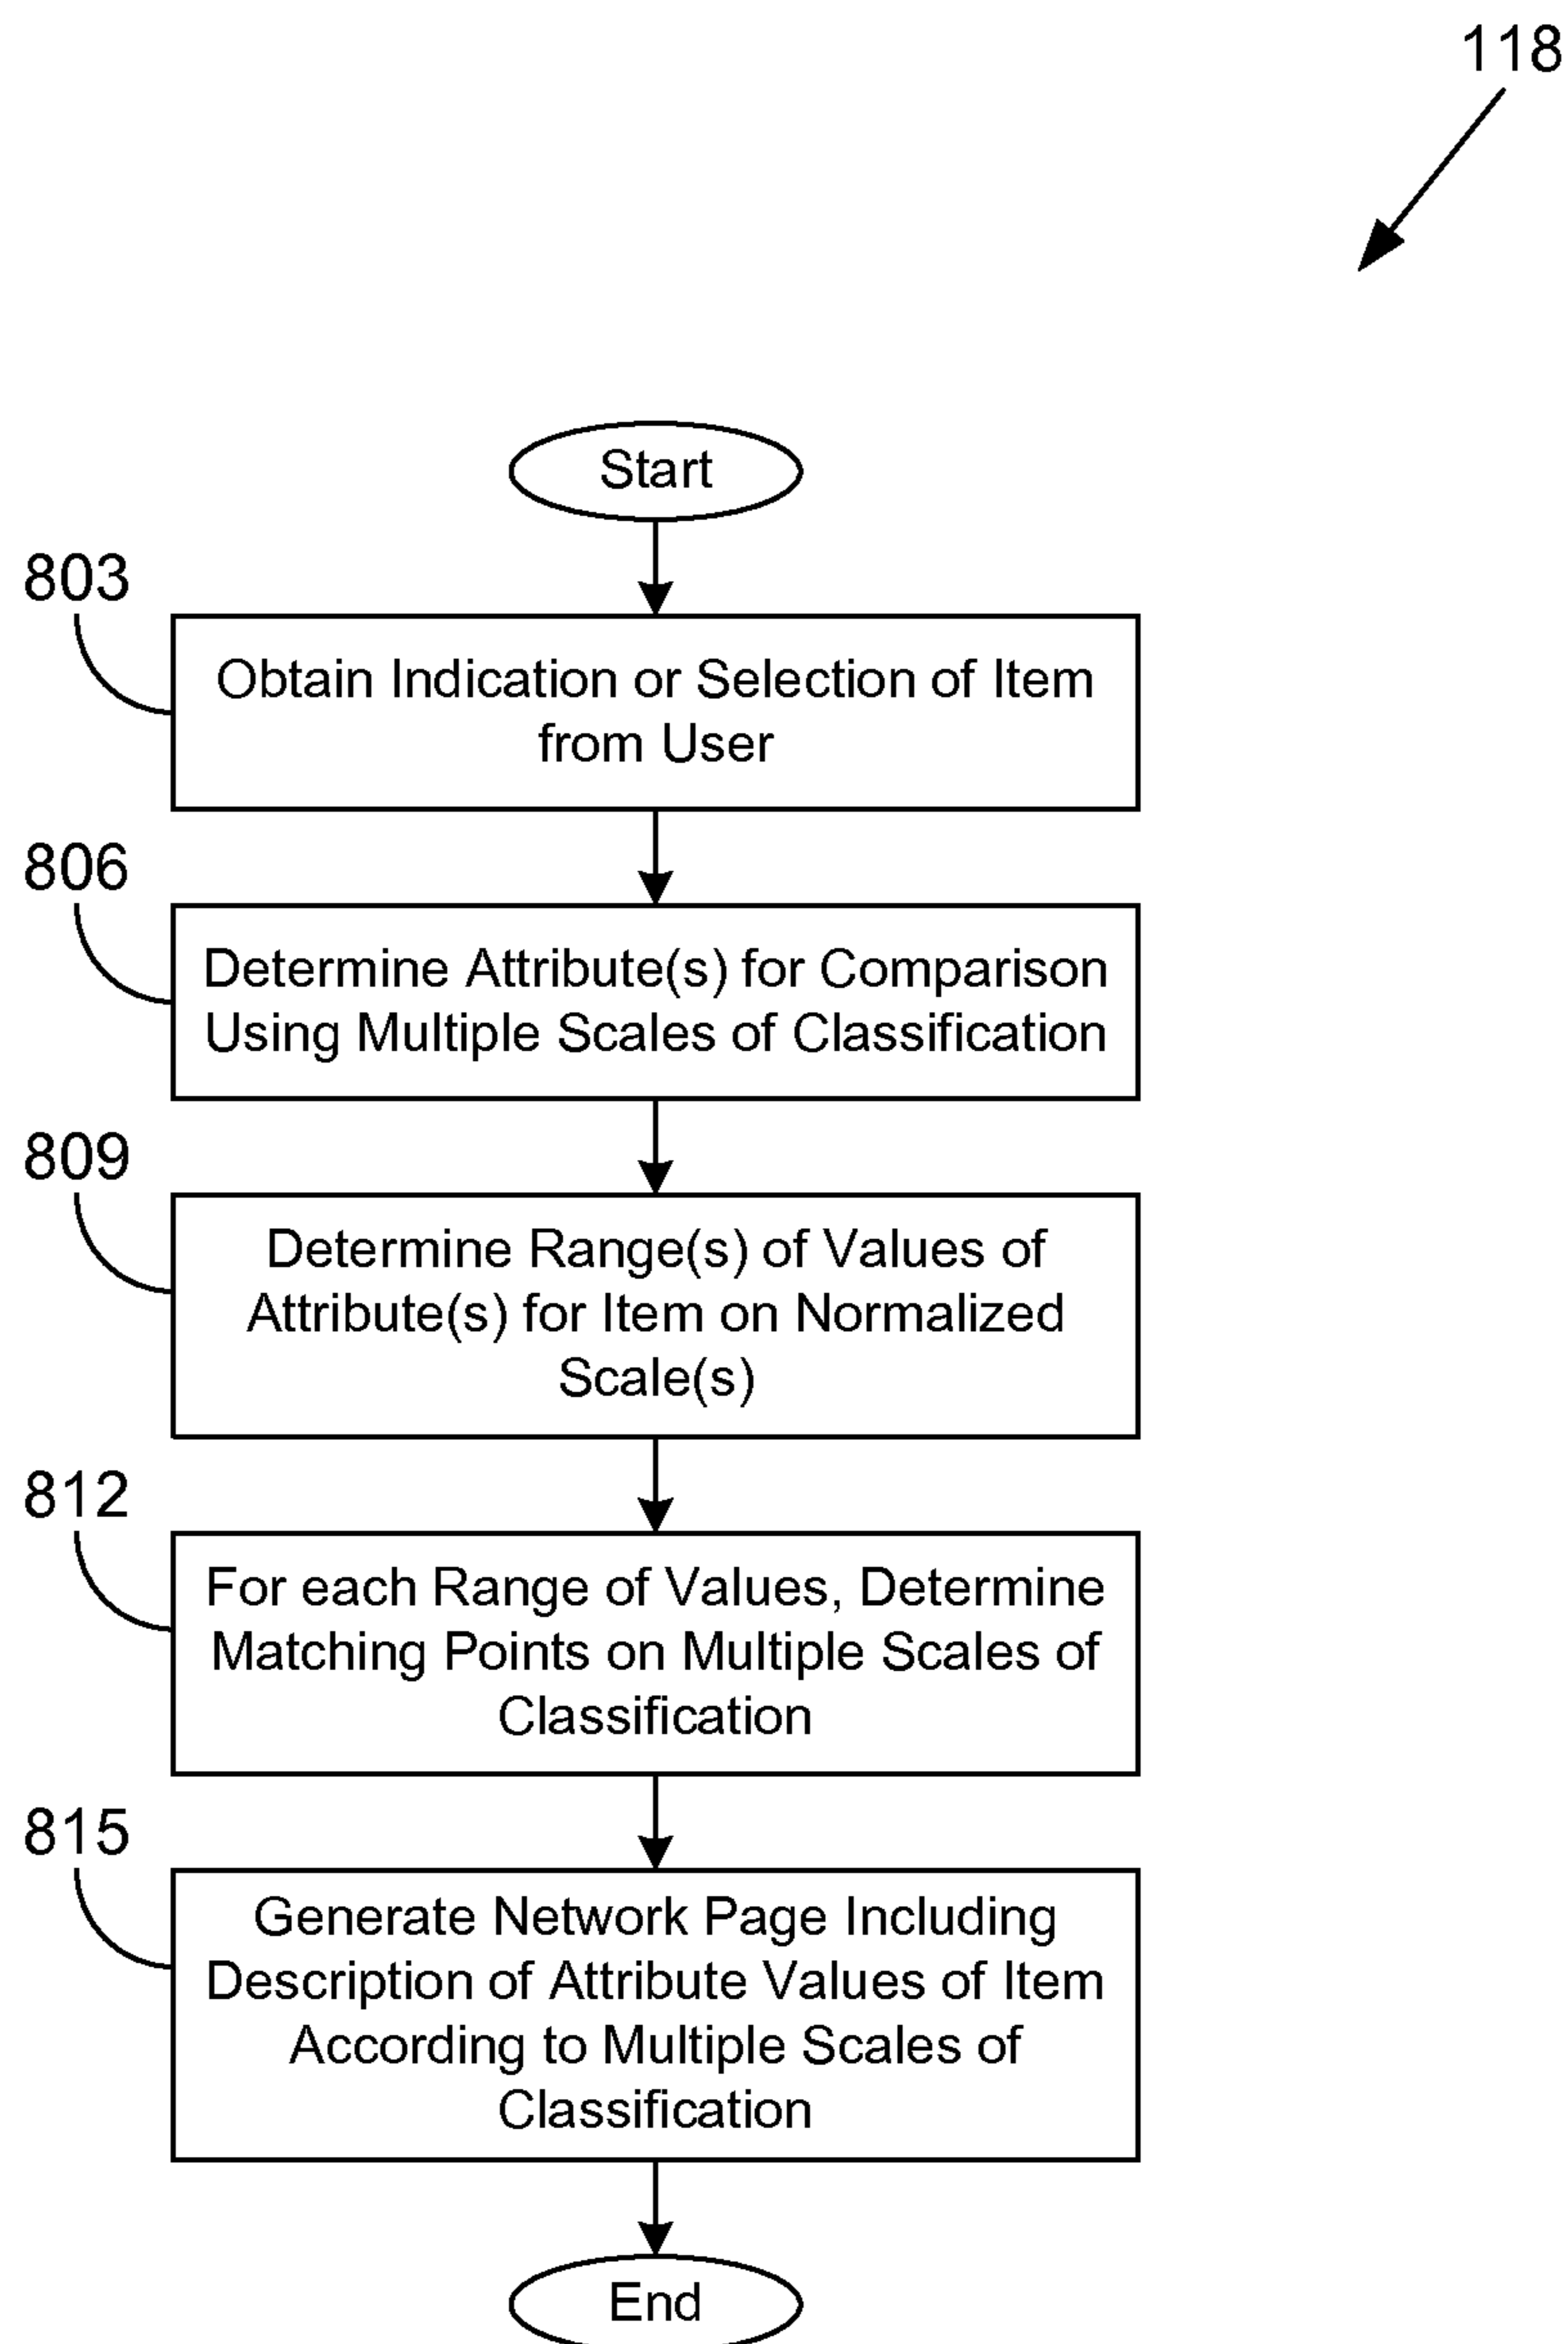 118
Start
803
Obtain Indication or Selection of Item
from User
806
Determine Attribute(s) for Comparison
Using Multiple Scales of Classification
809
Determine Range(s) of Values of
Attribute(s) for Item on Normalized
Scale(s)
812
For each Range of Values, Determine
Matching Points on Multiple Scales of
Classification
815
Generate Network Page Including
Description of Attribute Values of Item
According to Multiple Scales of
Classification
End